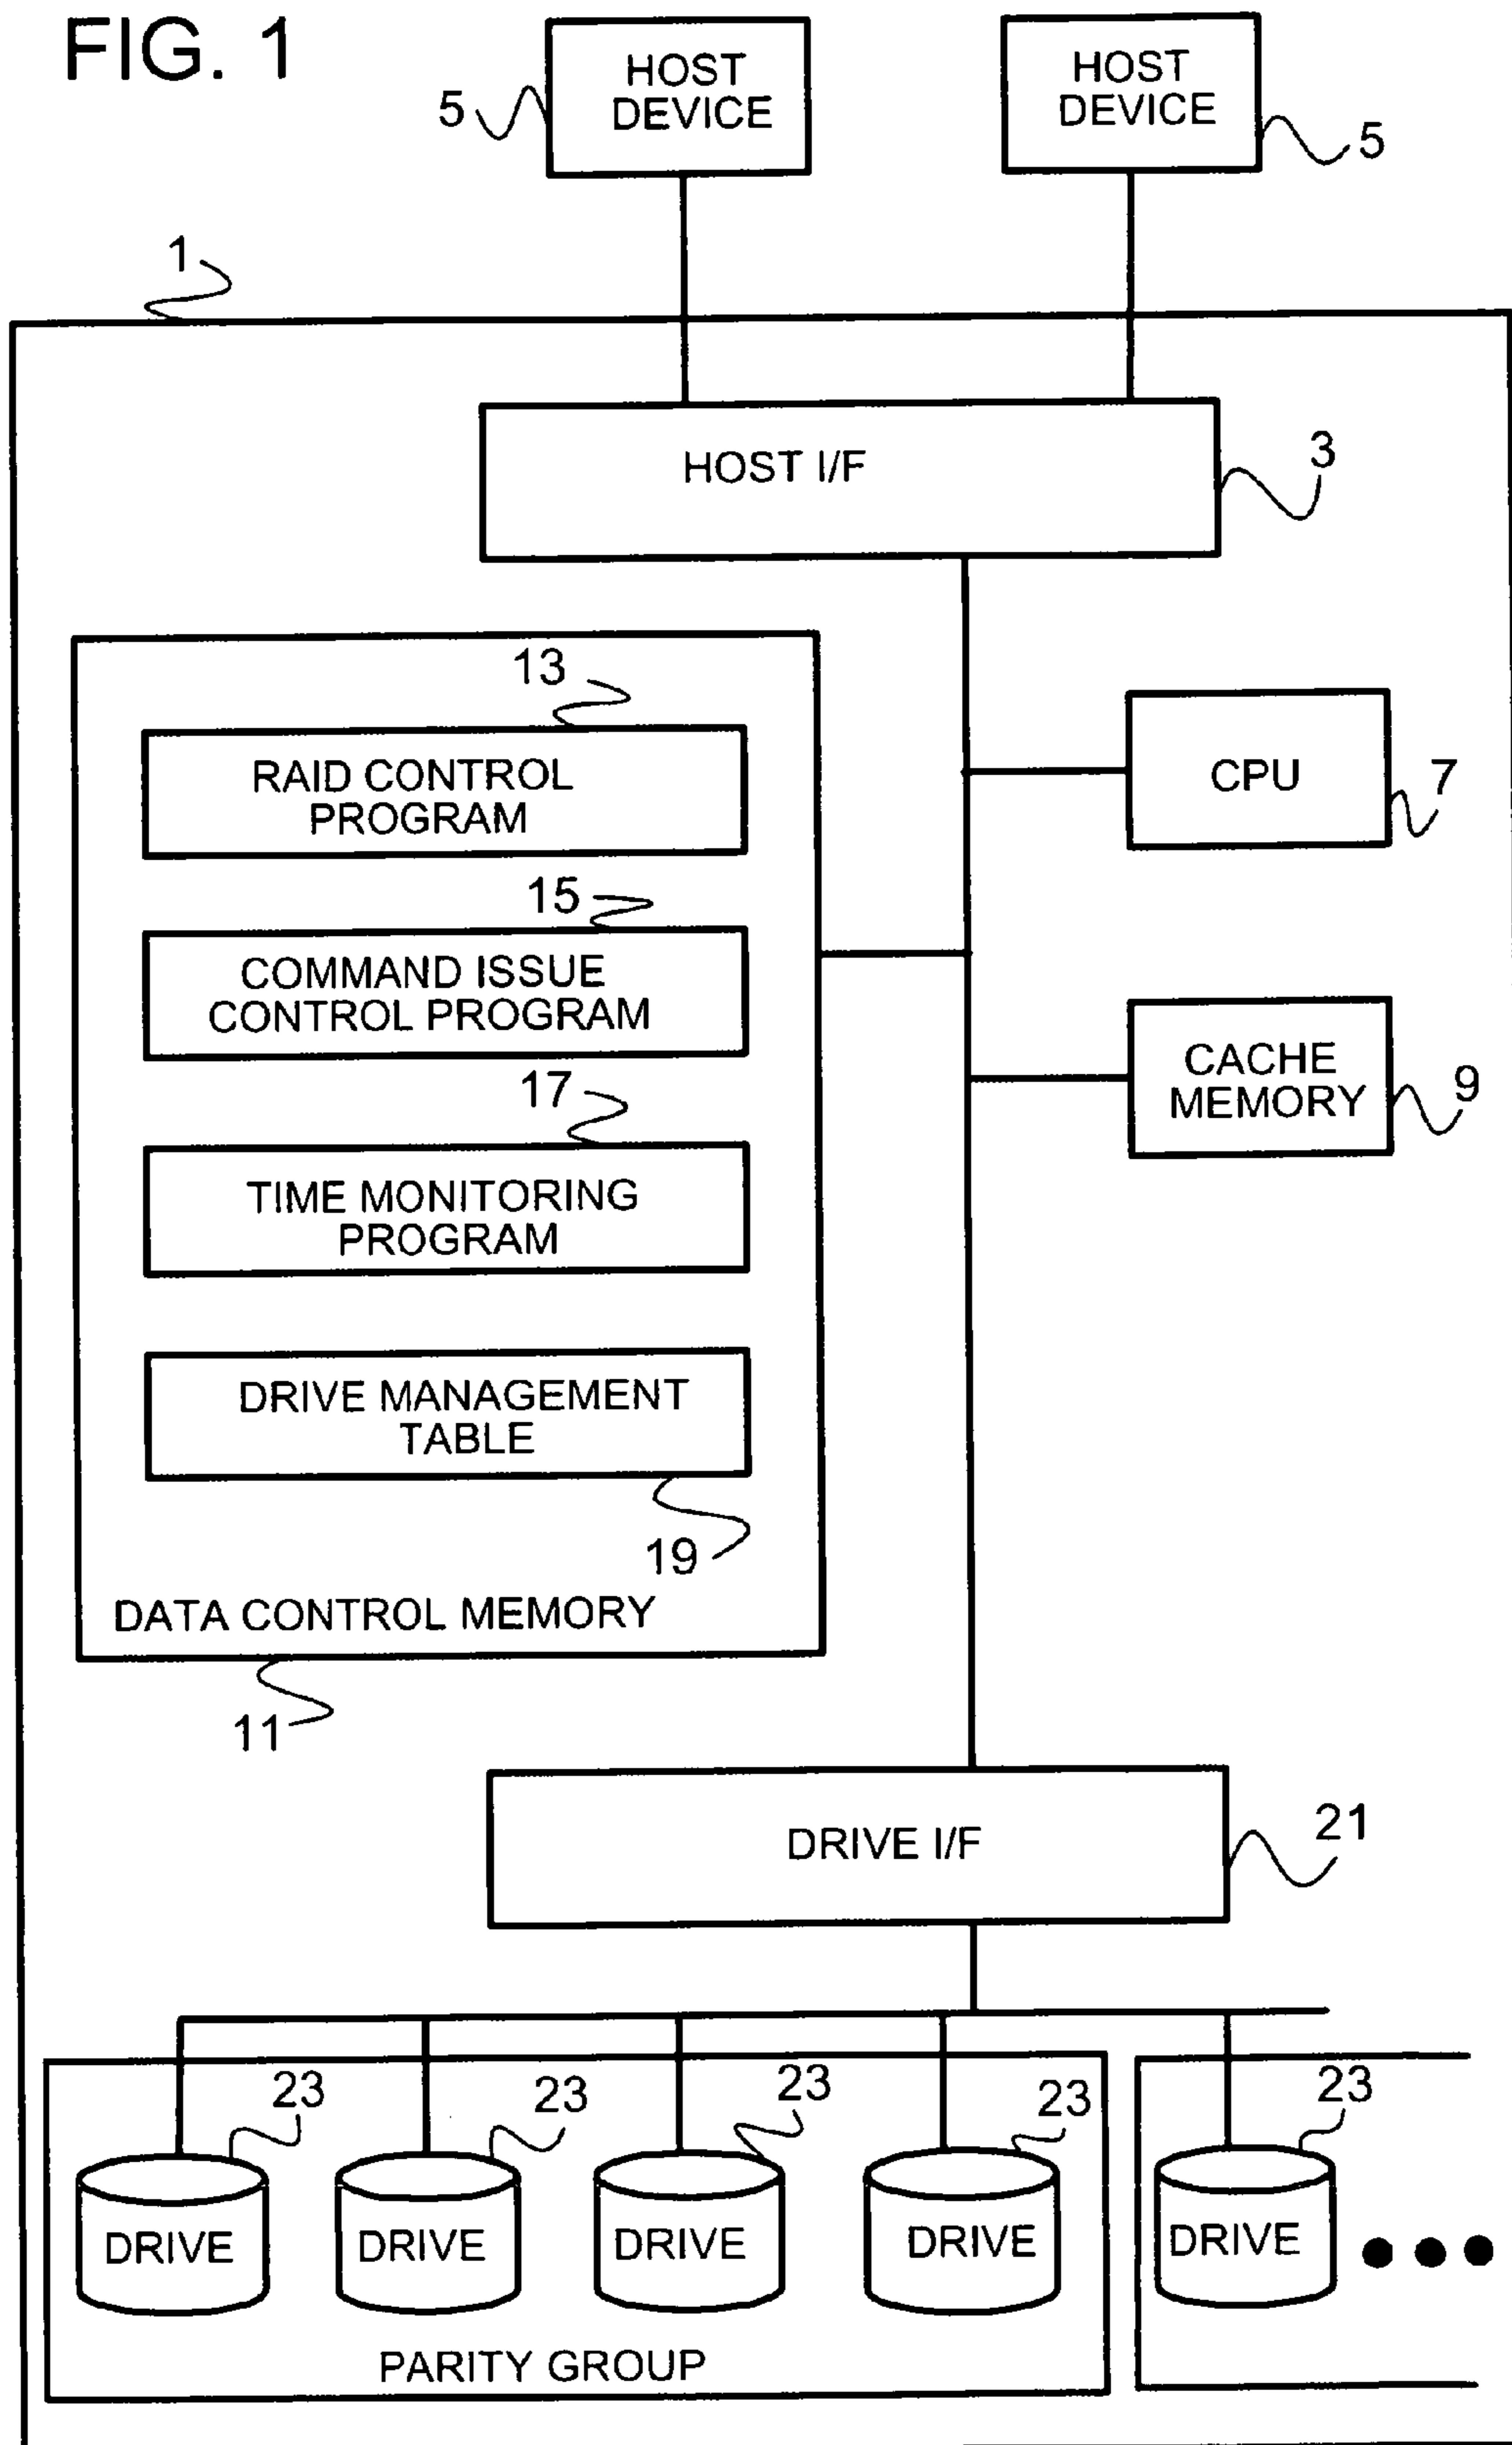 FIG. 1
HOST
DEVICE
5
HOST
DEVICE
5
1
HOST I/F
3
13
RAID CONTROL
PROGRAM
15
COMMAND ISSUE
CONTROL PROGRAM
17
TIME MONITORING
PROGRAM
DRIVE MANAGEMENT
TABLE
19
DATA CONTROL MEMORY
11
CPU
7
CACHE
MEMORY
9
DRIVE I/F
21
23
23
23
23
23
DRIVE
DRIVE
DRIVE
DRIVE
DRIVE
PARITY GROUP